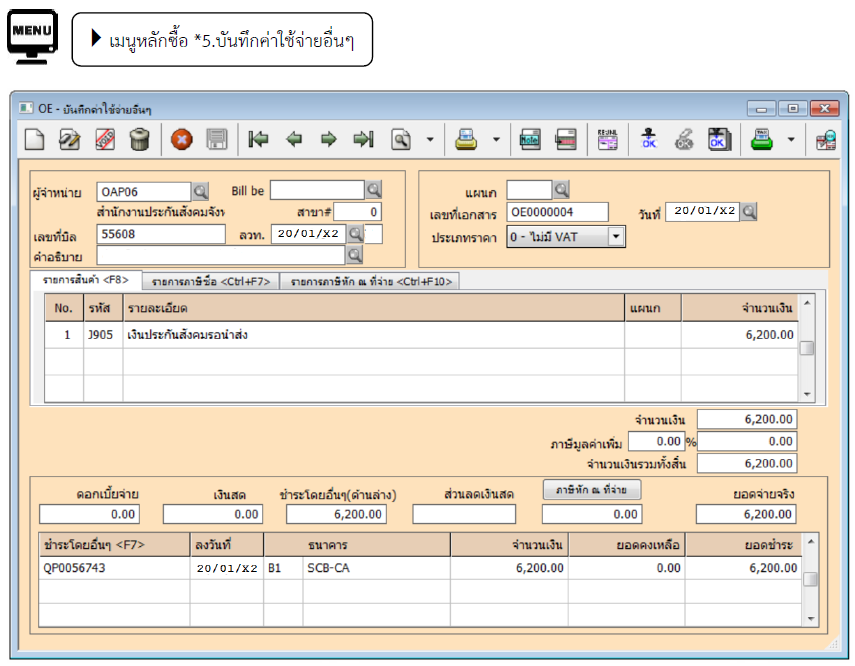 MENU
เมนูหลักซื้อ *5.บันทึกค่าใช้จ่ายอื่นๆ
OE - บันทึกค่าใช้จ่ายอื่นๆ
ผู้จำหน่าย OAP06 Bill be
สำนักงานประกันสังคมจังห สาขา# 0
เลขที่บิล 55608 ลวท. 20/01/X2
คำอธิบาย
แผนก
เลขที่เอกสาร OE0000004 วันที่ 20/01/X2
ประเภทราคา 0 - ไม่มี VAT
รายการสินค้า <F8> รายการภาษีซื้อ <Ctrl+F7> รายการภาษีหัก ณ ที่จ่าย <Ctrl+F10>
No. รหัส รายละเอียด แผนก จำนวนเงิน
1 J905 เงินประกันสังคมรอนำส่ง 6,200.00
จำนวนเงิน 6,200.00
ภาษีมูลค่าเพิ่ม 0.00 % 0.00
จำนวนเงินรวมทั้งสิ้น 6,200.00
ดอกเบี้ยจ่าย เงินสด ชำระโดยอื่นๆ(ด้านล่าง) ส่วนลดเงินสด ภาษีหัก ณ ที่จ่าย ยอดจ่ายจริง
0.00 0.00 6,200.00 0.00 6,200.00
ชำระโดยอื่นๆ <F7> ลงวันที่ ธนาคาร จำนวนเงิน ยอดคงเหลือ ยอดชำระ
QP0056743 20/01/X2 B1 SCB-CA 6,200.00 0.00 6,200.00